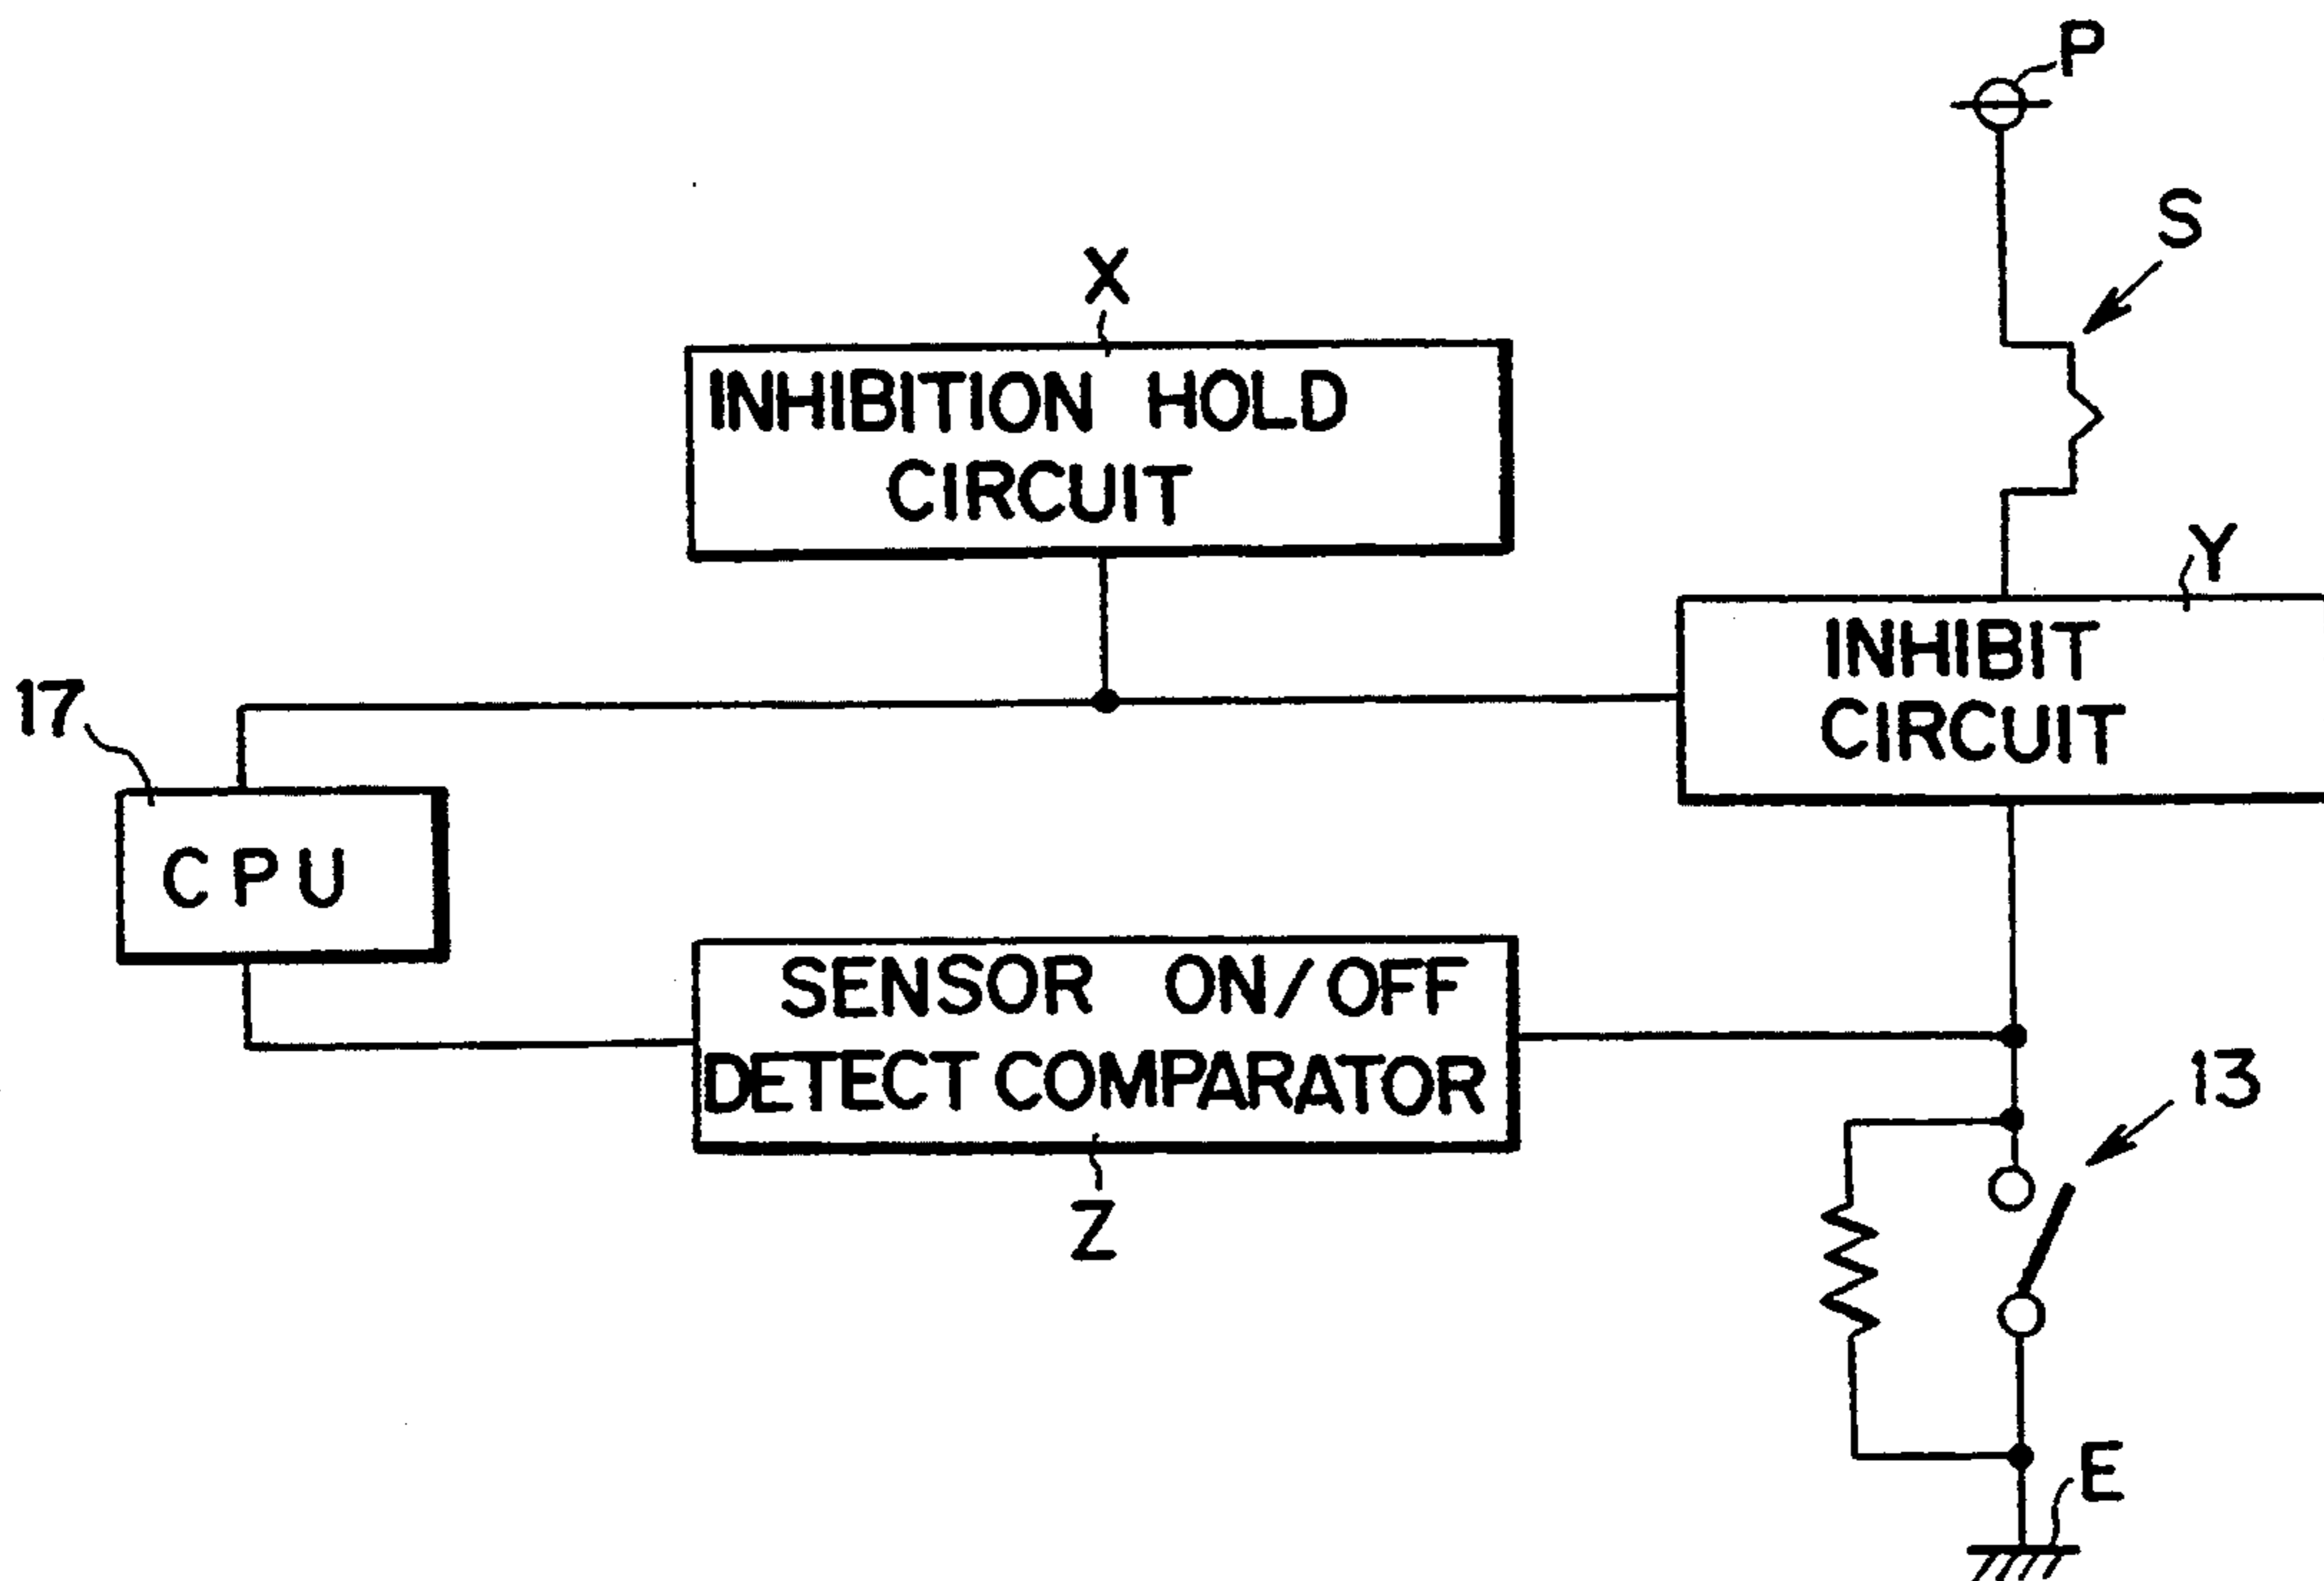 P
S
X
INHIBITION HOLD
CIRCUIT
Y
INHIBIT
CIRCUIT
17
CPU
SENSOR ON/OFF
DETECT COMPARATOR
Z
13
E